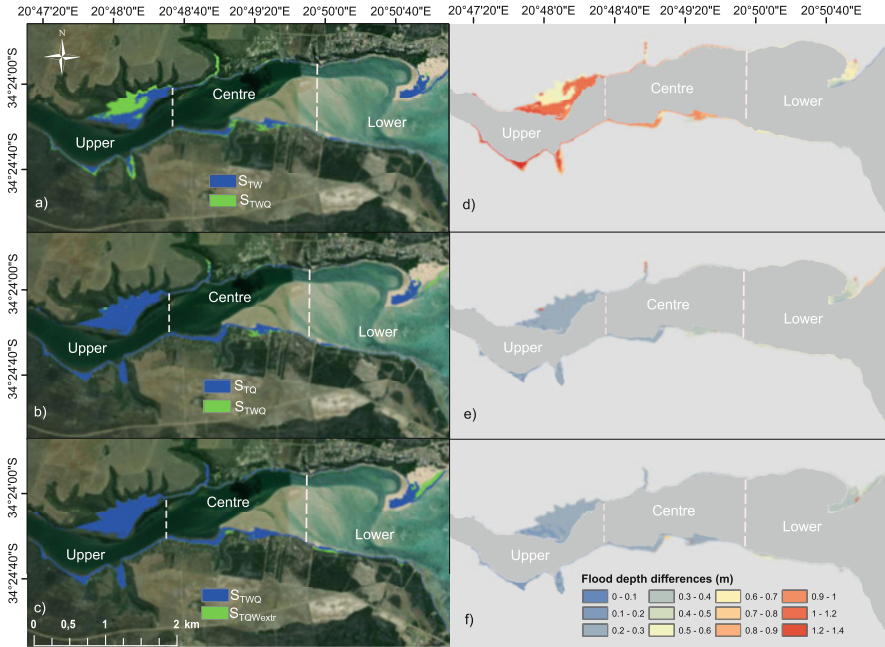 20°47'20"E 20°48'0"E 20°48'40"E 20°49'20"E 20°50'0"E 20°50'40"E
20°47'20"E 20°48'0"E 20°48'40"E 20°49'20"E 20°50'0"E 20°50'40"E
34°24'00"S
34°24'40"S
N
Upper
Centre
Lower
STW
STWQ
a)
Upper
Centre
Lower
d)
34°24'00"S
34°24'40"S
Upper
Centre
Lower
STQ
STWQ
b)
Upper
Centre
Lower
e)
34°24'00"S
34°24'40"S
Upper
Centre
Lower
STWQ
STQWextr
c)
0 0,5 1 2 km
Upper
Centre
Lower
f)
Flood depth differences (m)
0 - 0.1 0.3 - 0.4 0.6 - 0.7 0.9 - 1
0.1 - 0.2 0.4 - 0.5 0.7 - 0.8 1 - 1.2
0.2 - 0.3 0.5 - 0.6 0.8 - 0.9 1.2 - 1.4